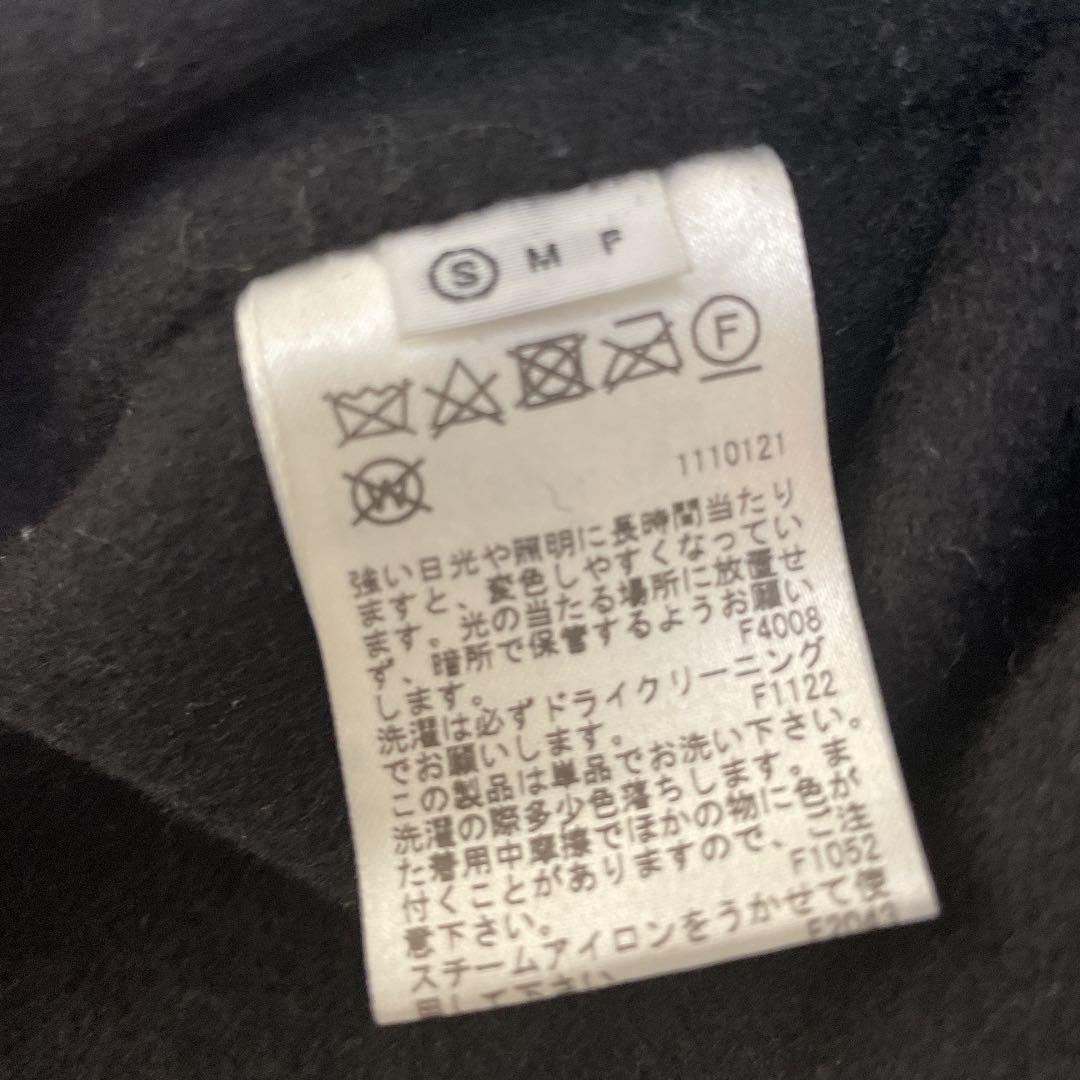 S M F
F
W
1110121
強い日光や照明に長時間当たり
ますと、変色しやすくなってい
ます。光の当たる場所に放置せ
ず、暗所で保管するようお願い
します。 F4008
洗濯は必ずドライクリーニング
でお願いします。 F1122
この製品は単品でお洗い下さい。
洗濯の際多少色落ちします。ま
た着用中摩擦でほかの物に色が
付くことがありますので、ご注
意下さい。 F1052
スチームアイロンをうかせて使
用して下さい F2043